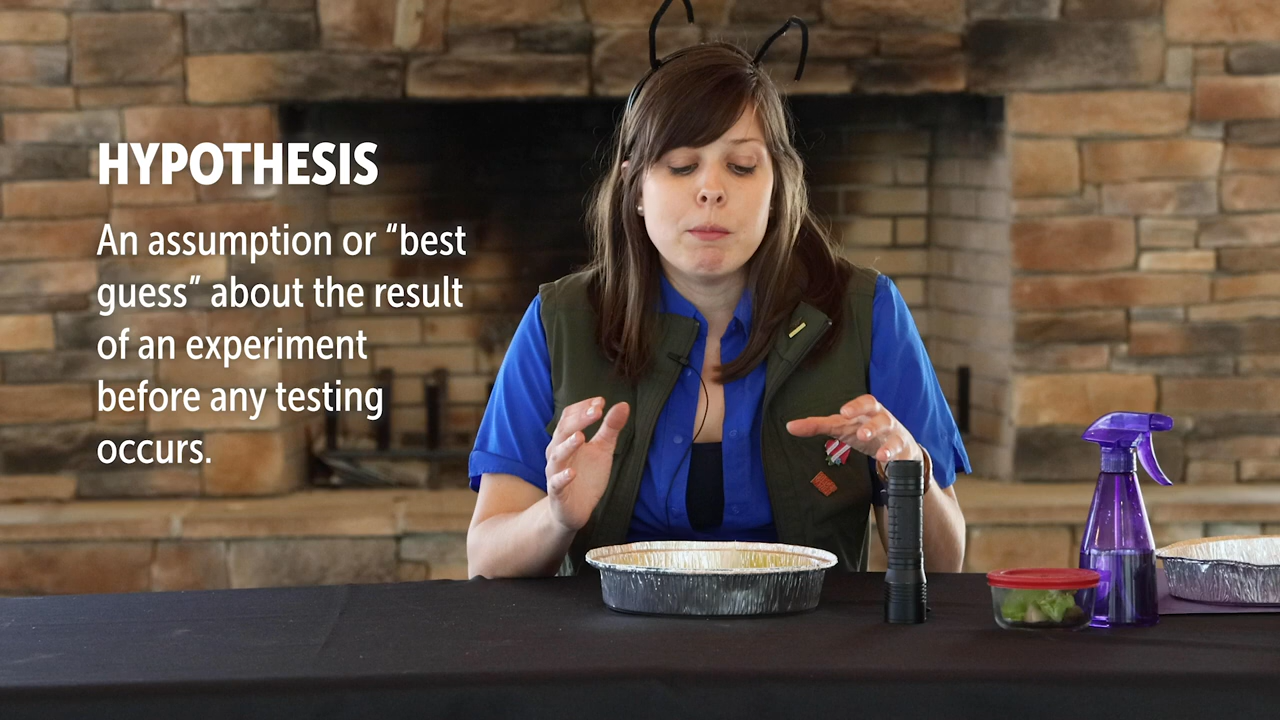 HYPOTHESIS
An assumption or “best
guess” about the result
of an experiment
before any testing
occurs.